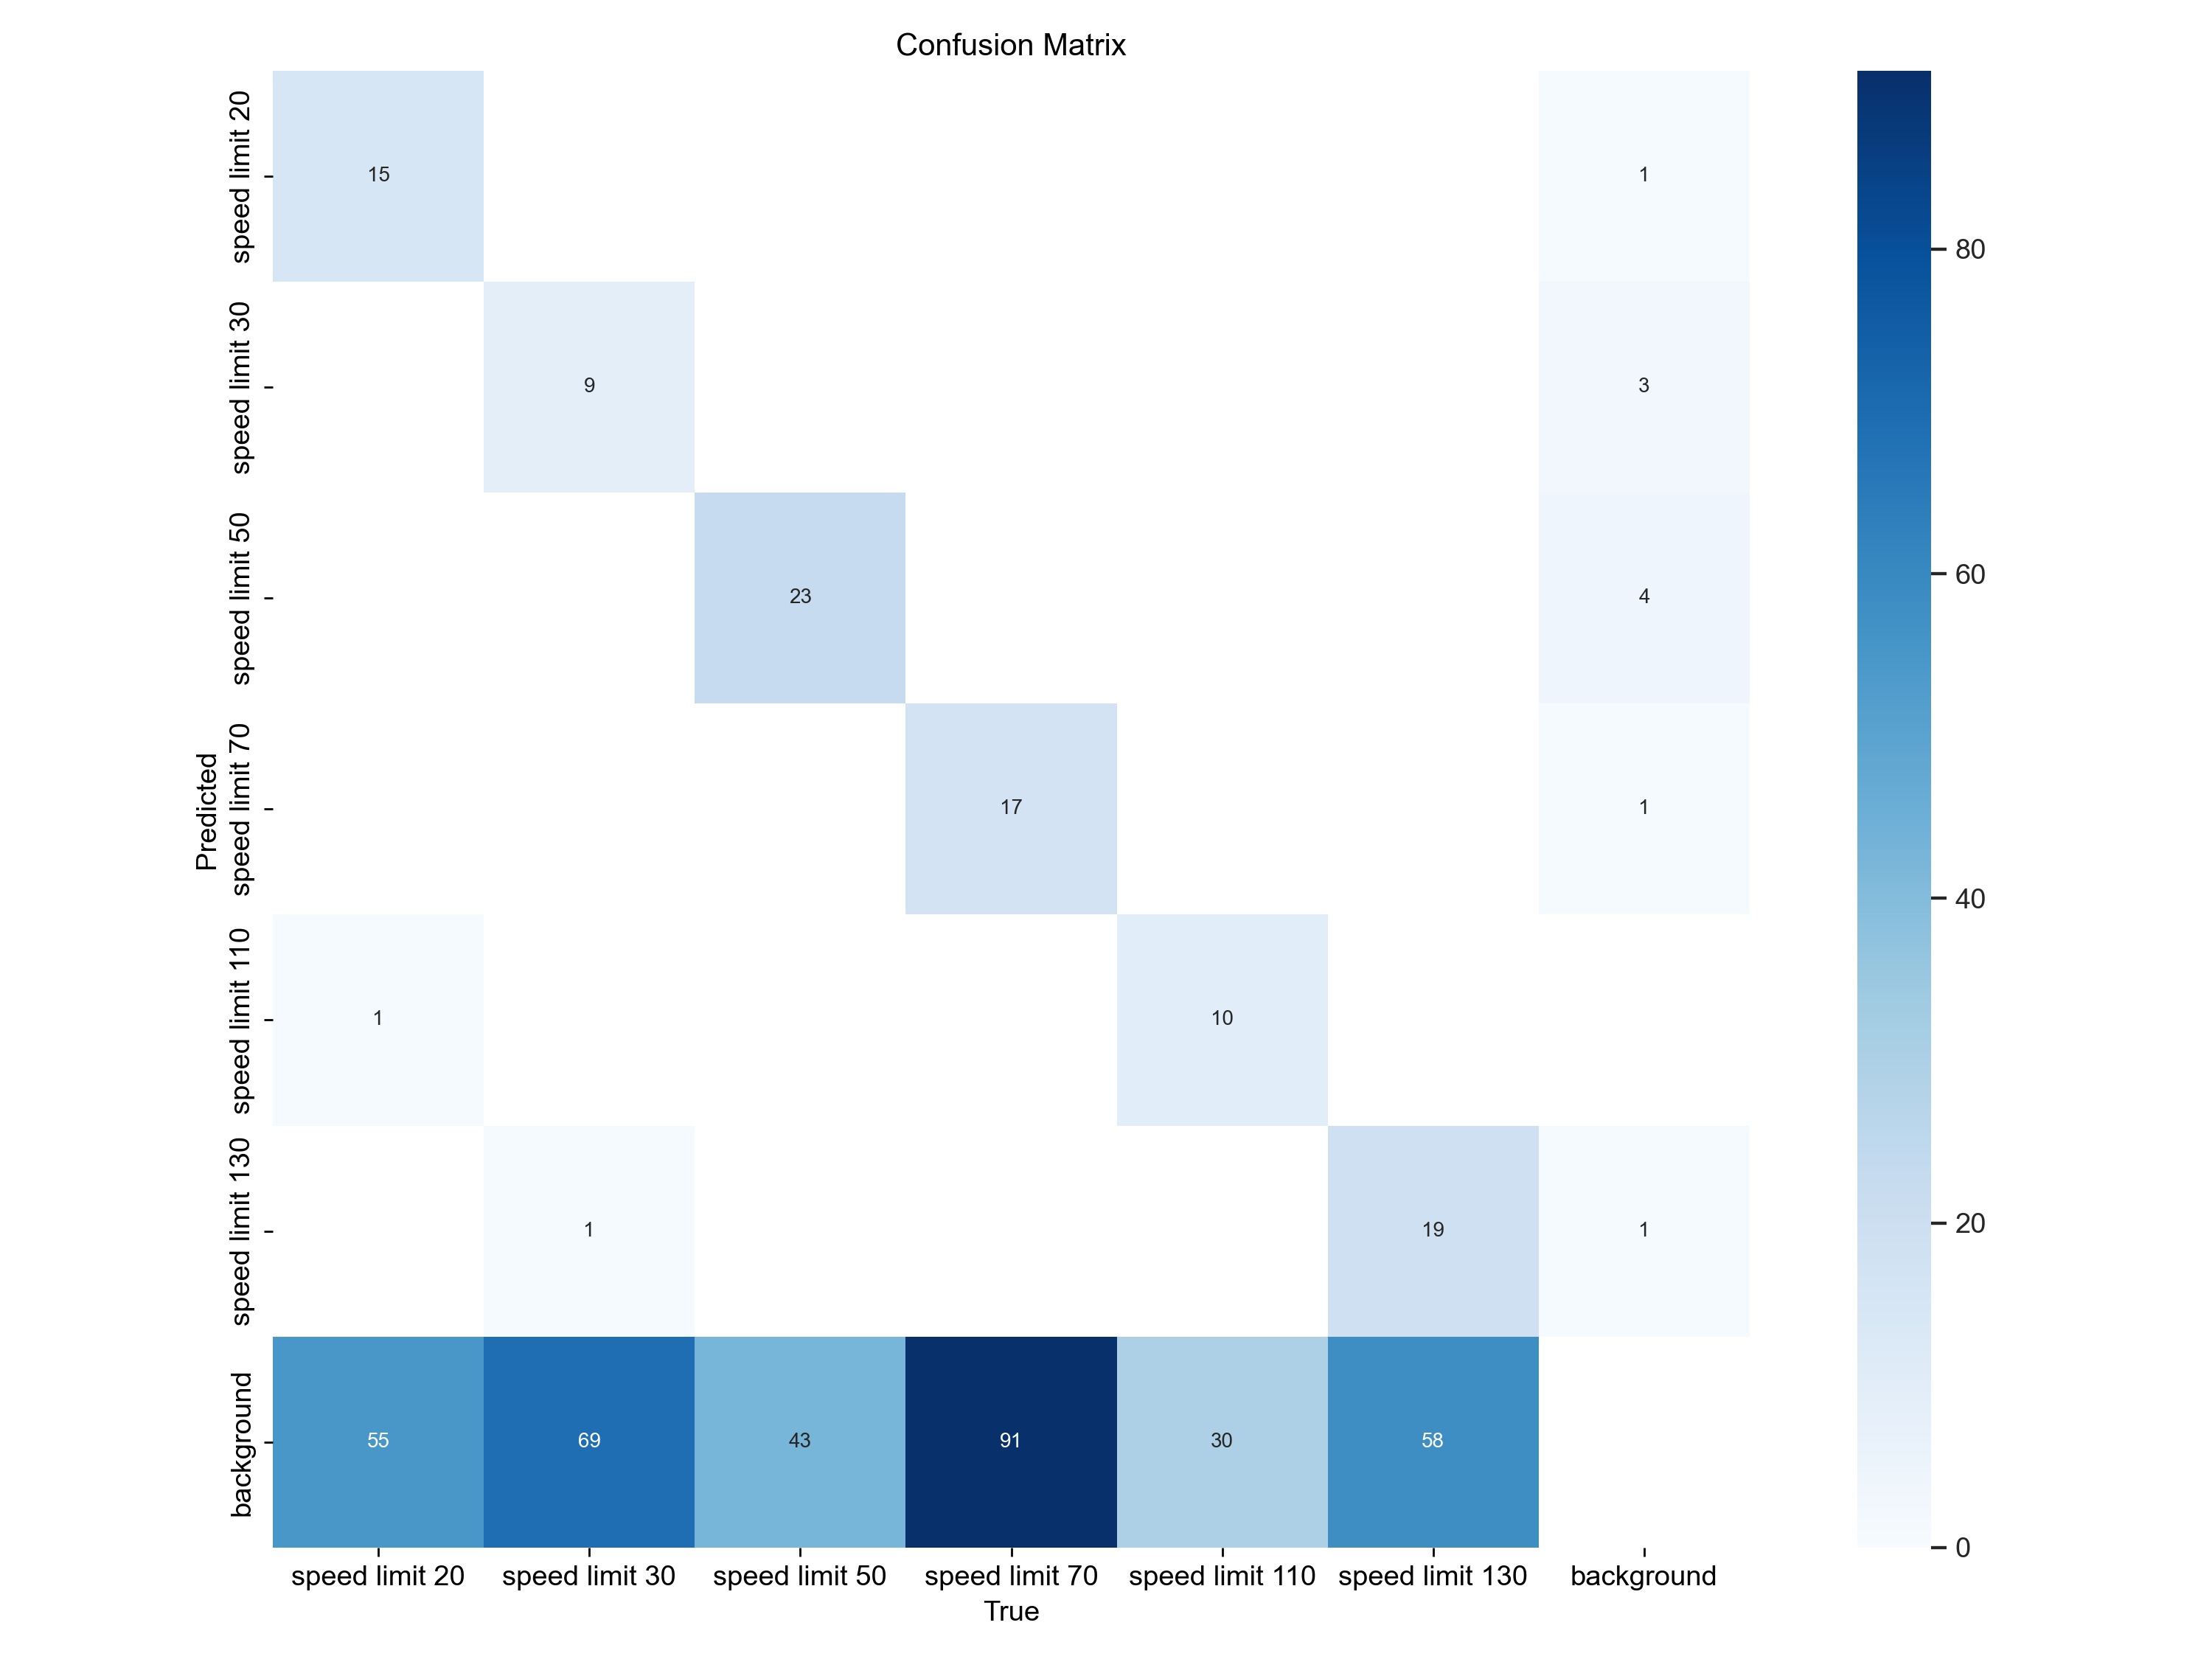 Confusion Matrix
speed limit 20
15
1
speed limit 30
9
3
speed limit 50
23
4
speed limit 70
17
1
speed limit 110
1
10
speed limit 130
1
19
1
background
55
69
43
91
30
58
Predicted
speed limit 20
speed limit 30
speed limit 50
speed limit 70
speed limit 110
speed limit 130
background
True
80
60
40
20
0